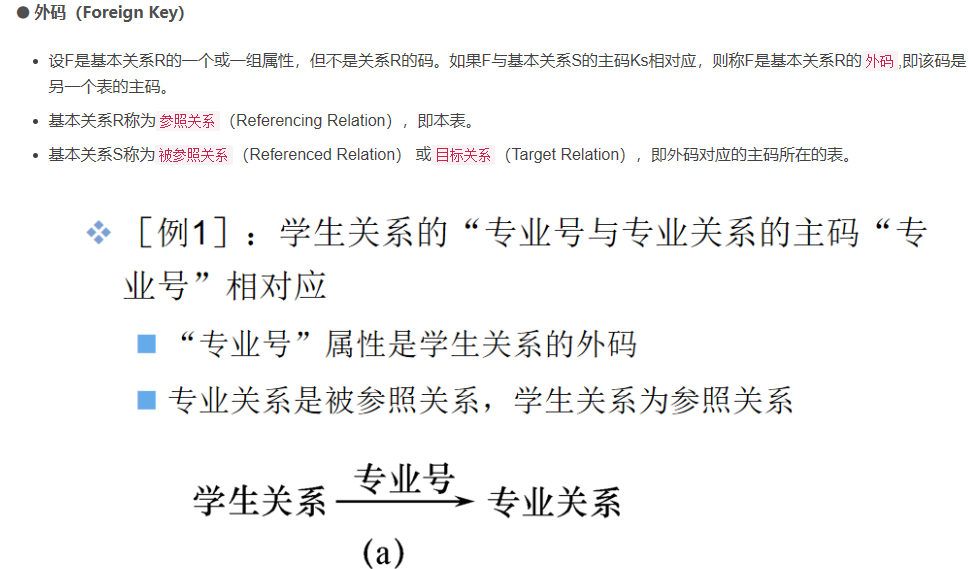 ● 外码（Foreign Key）
• 设F是基本关系R的一个或一组属性，但不是关系R的码。如果F与基本关系S的主码Ks相对应，则称F是基本关系R的 外码 ,即该码是
另一个表的主码。
• 基本关系R称为 参照关系 （Referencing Relation），即本表。
• 基本关系S称为 被参照关系 （Referenced Relation） 或 目标关系 （Target Relation），即外码对应的主码所在的表。
❖ ［例1］：学生关系的“专业号与专业关系的主码“专
业号”相对应
■ “专业号”属性是学生关系的外码
■ 专业关系是被参照关系，学生关系为参照关系
专业号
学生关系 → 专业关系
(a)